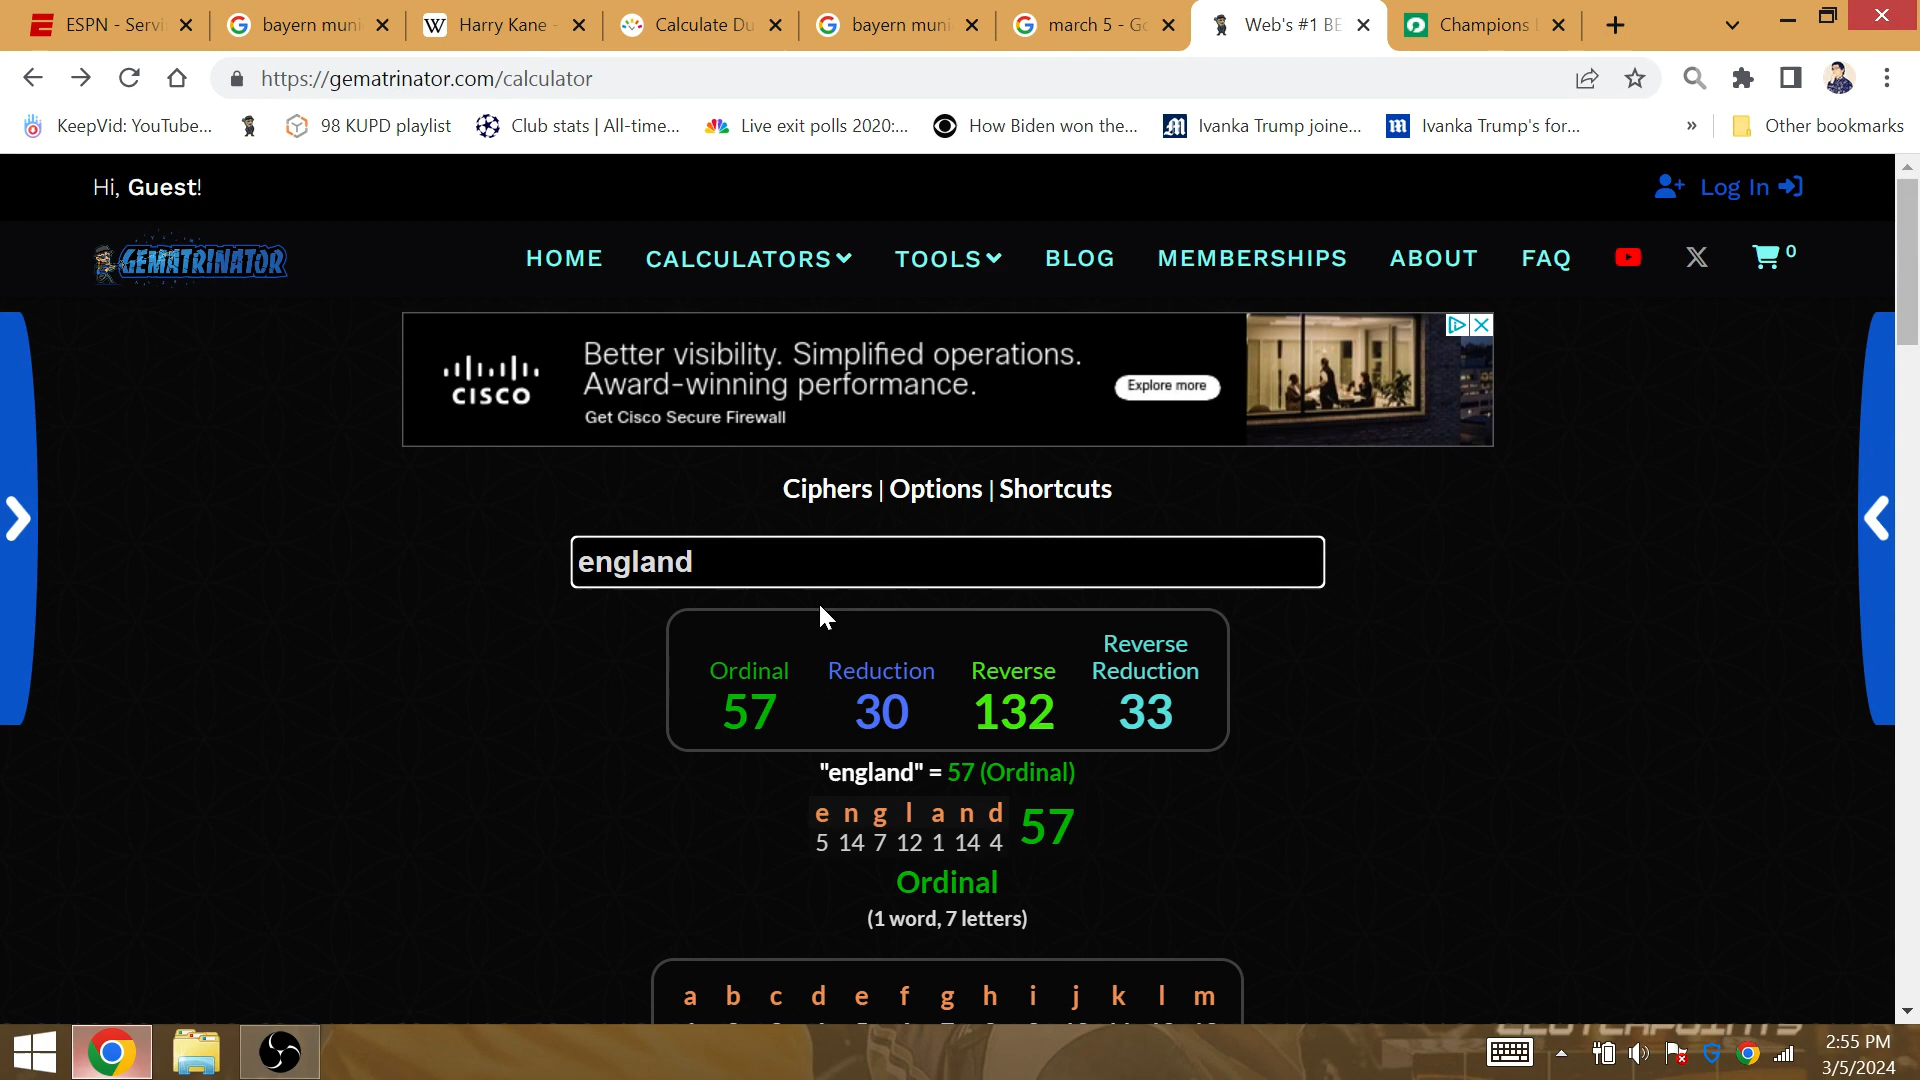 ESPN - Servi
bayern muni
Harry Kane -
Calculate Du
bayern muni
march 5 - Go
Web's #1 BE
Champions
https://gematrinator.com/calculator
KeepVid: YouTube...
98 KUPD playlist
Club stats | All-time...
Live exit polls 2020:...
How Biden won the...
Ivanka Trump joine...
Ivanka Trump's for...
»
Other bookmarks
Hi, Guest!
Log In
GEMATRINATOR
HOME
CALCULATORS
TOOLS
BLOG
MEMBERSHIPS
ABOUT
FAQ
0
cisco
Better visibility. Simplified operations.
Award-winning performance.
Get Cisco Secure Firewall
Explore more
Ciphers | Options | Shortcuts
england
Ordinal Reduction Reverse Reverse Reduction
57 30 132 33
"england" = 57 (Ordinal)
e n g l a n d 57
5 14 7 12 1 14 4
Ordinal
(1 word, 7 letters)
a b c d e f g h i j k l m
2:55 PM
3/5/2024